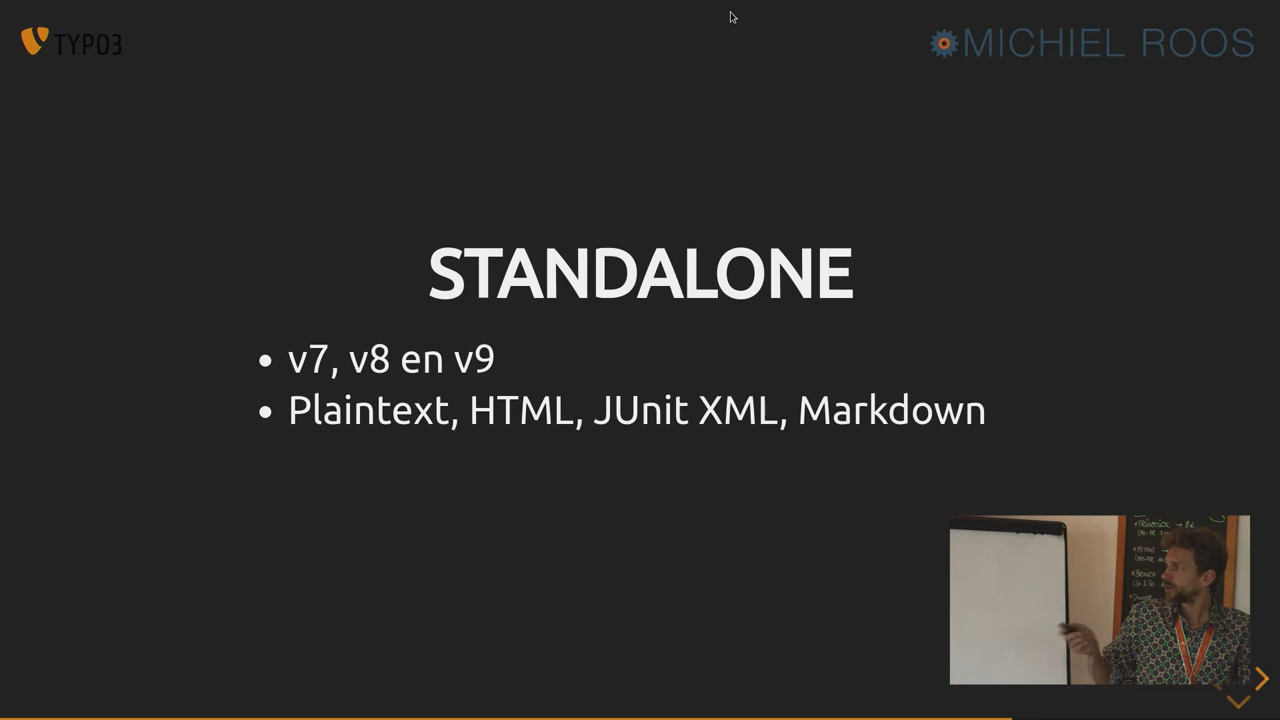 TYPO3
MICHIEL ROOS
STANDALONE
• v7, v8 en v9
• Plaintext, HTML, JUnit XML, Markdown